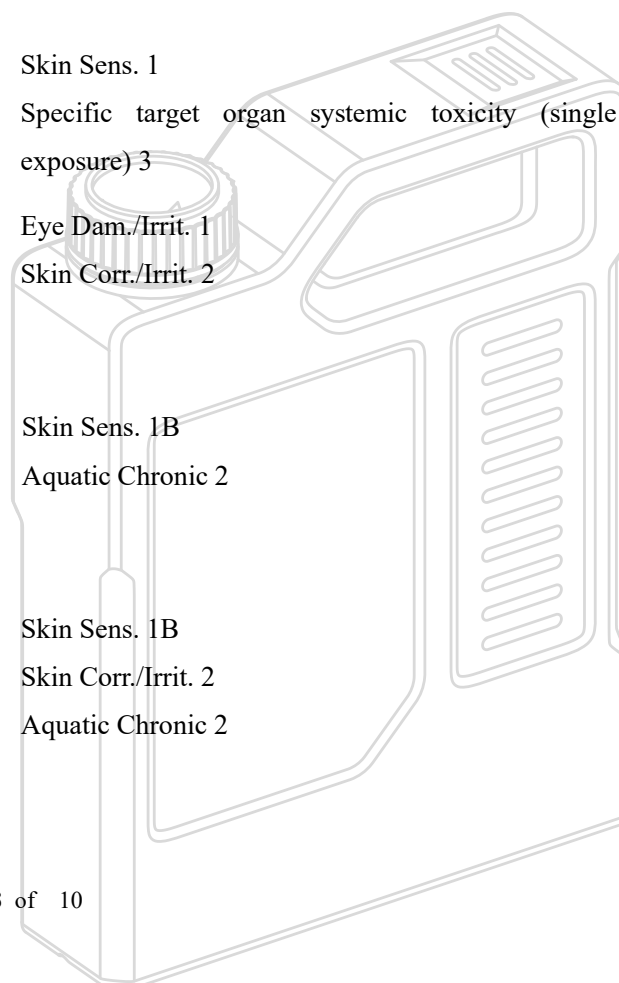 Skin Sens. 1
Specific target organ systemic toxicity (single
exposure) 3
Eye Dam./Irrit. 1
Skin Corr./Irrit. 2
Skin Sens. 1B
Aquatic Chronic 2
Skin Sens. 1B
Skin Corr./Irrit. 2
Aquatic Chronic 2
of 10